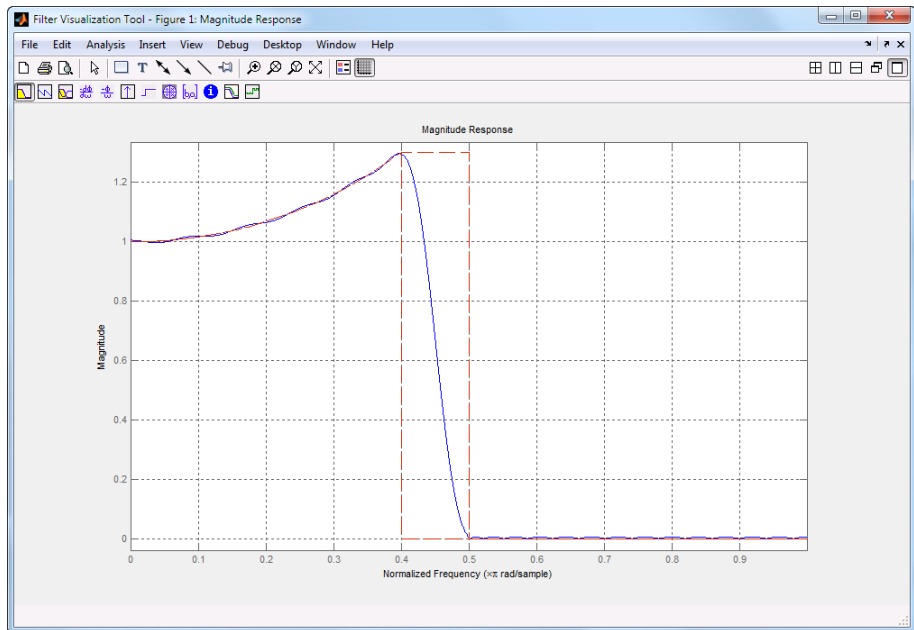 Filter Visualization Tool - Figure 1: Magnitude Response
File Edit Analysis Insert View Debug Desktop Window Help
Magnitude Response
Magnitude
1.2
1
0.8
0.6
0.4
0.2
0
0 0.1 0.2 0.3 0.4 0.5 0.6 0.7 0.8 0.9
Normalized Frequency (×π rad/sample)